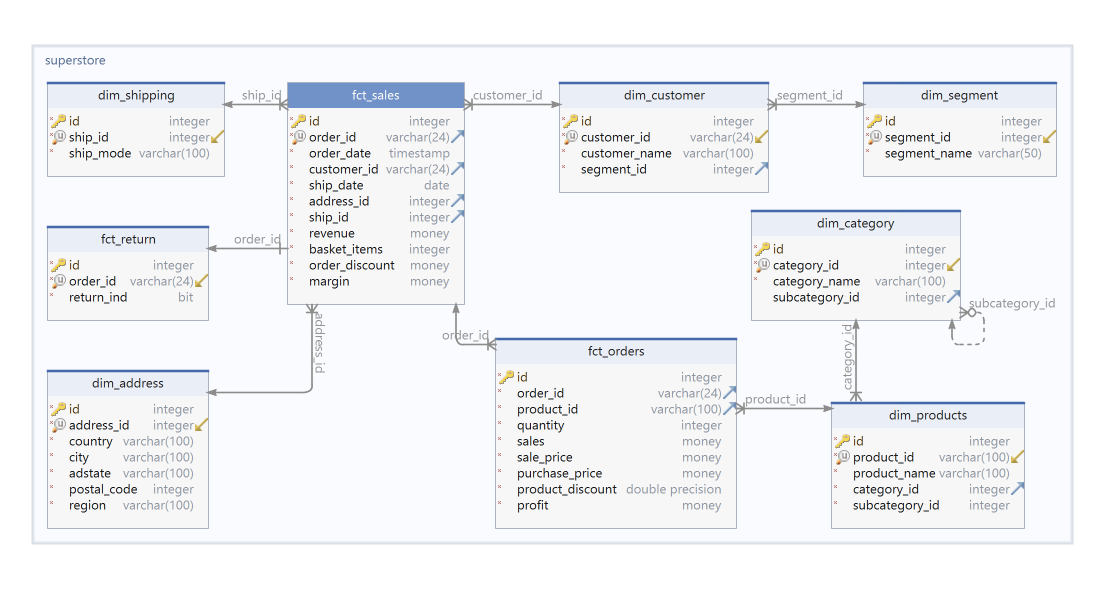 superstore
dim_shipping
id integer
ship_id integer
ship_mode varchar(100)
ship_id
fct_sales
id integer
order_id varchar(24)
order_date timestamp
customer_id varchar(24)
ship_date date
address_id integer
ship_id integer
revenue money
basket_items integer
order_discount money
margin money
customer_id
dim_customer
id integer
customer_id varchar(24)
customer_name varchar(100)
segment_id integer
segment_id
dim_segment
id integer
segment_id integer
segment_name varchar(50)
fct_return
id integer
order_id varchar(24)
return_ind bit
order_id
dim_category
id integer
category_id integer
category_name varchar(100)
subcategory_id integer
subcategory_id
address_id
order_id
category_id
dim_address
id integer
address_id integer
country varchar(100)
city varchar(100)
adstate varchar(100)
postal_code integer
region varchar(100)
fct_orders
id integer
order_id varchar(24)
product_id varchar(100)
quantity integer
sales money
sale_price money
purchase_price money
product_discount double precision
profit money
product_id
dim_products
id integer
product_id varchar(100)
product_name varchar(100)
category_id integer
subcategory_id integer